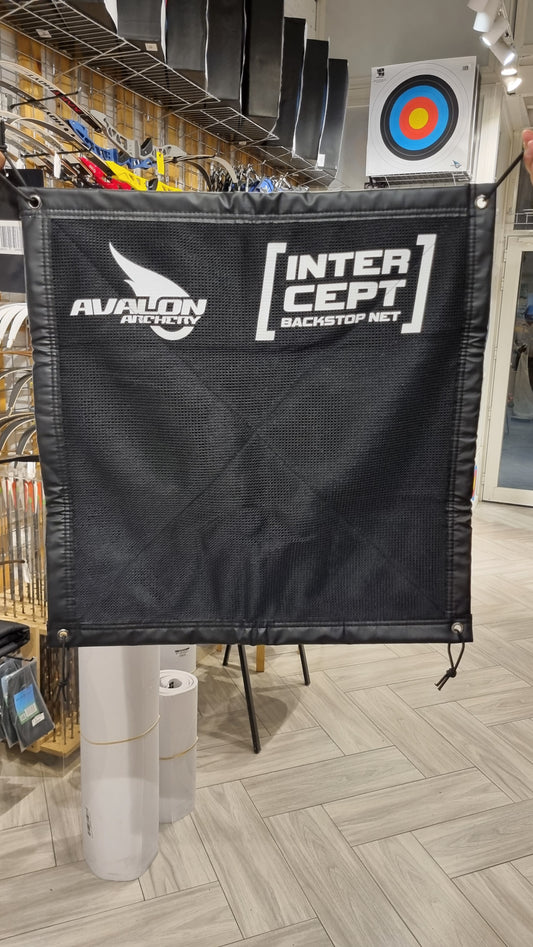 AVALON
ARCHERY
INTER
CEPT
BACKSTOP NET